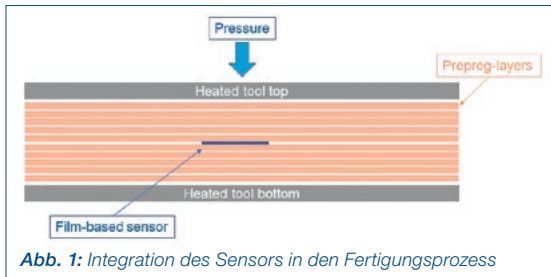 Pressure
Prepreg-layers
Heated tool top
Heated tool bottom
Film-based sensor
Abb. 1: Integration des Sensors in den Fertigungsprozess